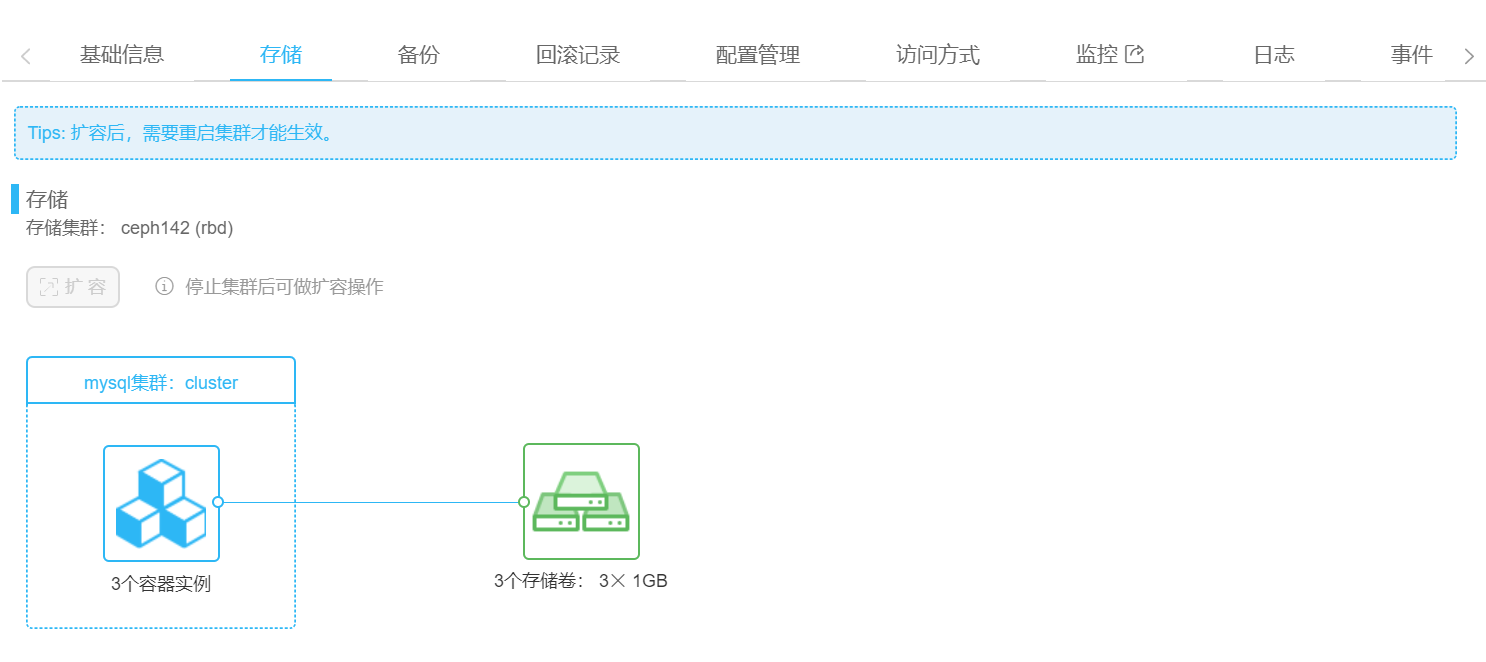 基础信息 存储 备份 回滚记录 配置管理 访问方式 监控 日志 事件
Tips: 扩容后，需要重启集群才能生效。
存储
存储集群： ceph142 (rbd)
扩容 停止集群后可做扩容操作
mysql集群：cluster
3个容器实例
3个存储卷： 3× 1GB